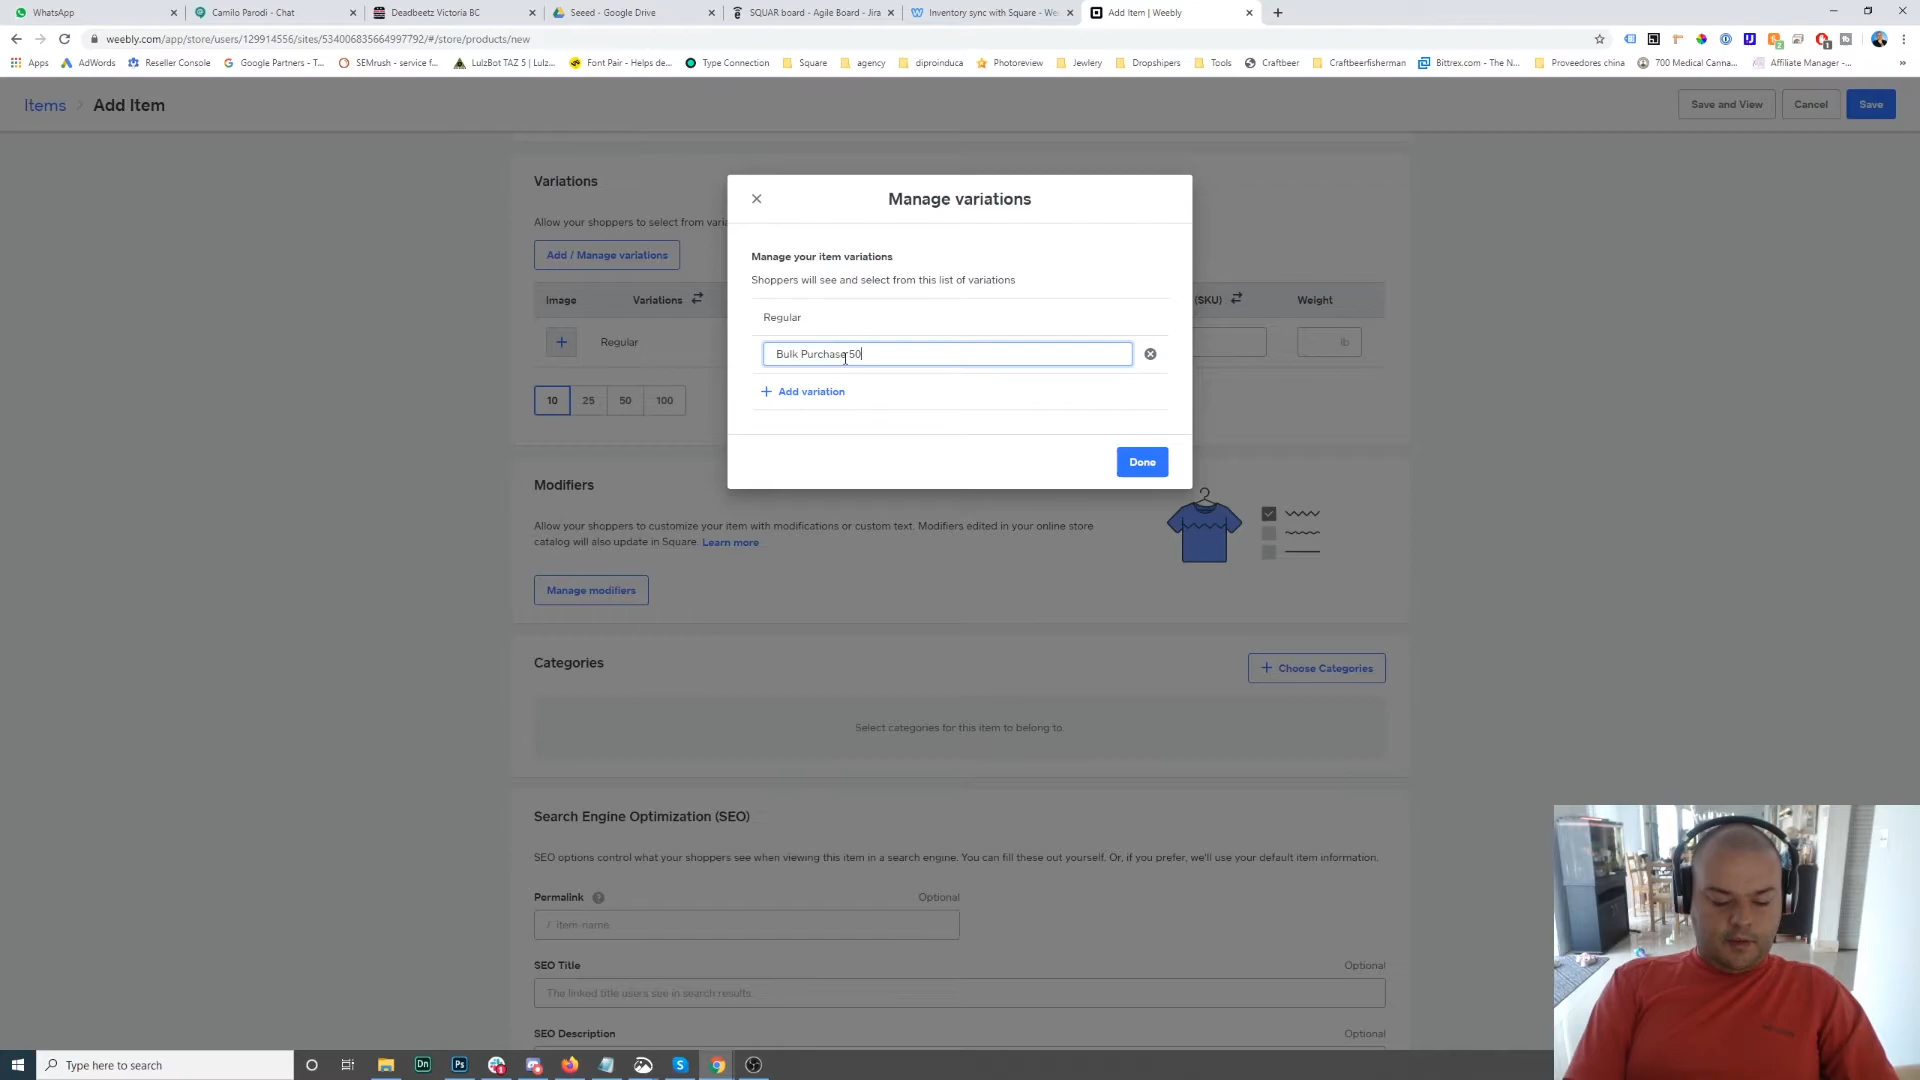 WhatsApp
Camilo Parodi - Chat
Deadbeetz Victoria BC
Seeed - Google Drive
SQUAR board - Agile Board - Jira
Inventory sync with Square - We
Add Item | Weebly
weebly.com/app/store/users/129914556/sites/534006835664997792/#/store/products/new
Apps
AdWords
Reseller Console
Google Partners - T...
SEMrush - service f...
LulzBot TAZ 5 | Lulz...
Font Pair - Helps de...
Type Connection
Square
agency
diproinduca
Photoreview
Jewlery
Dropshipers
Tools
Craftbeer
Craftbeerfisherman
Bittrex.com - The N...
Proveedores china
700 Medical Canna...
Affiliate Manager -...
Items > Add Item
Save and View
Cancel
Save
Variations
Allow your shoppers to select from varia
Add / Manage variations
Image
Variations
(SKU)
Weight
Regular
lb
10
25
50
100
Manage variations
Manage your item variations
Shoppers will see and select from this list of variations
Regular
Bulk Purchase 50
+ Add variation
Done
Modifiers
Allow your shoppers to customize your item with modifications or custom text. Modifiers edited in your online store
catalog will also update in Square. Learn more
Manage modifiers
Categories
+ Choose Categories
Select categories for this item to belong to.
Search Engine Optimization (SEO)
SEO options control what your shoppers see when viewing this item in a search engine. You can fill these out yourself. Or, if you prefer, we'll use your default item information.
Permalink
Optional
/ item-name
SEO Title
Optional
The linked title users see in search results.
SEO Description
Optional
Type here to search
Dn
Ps